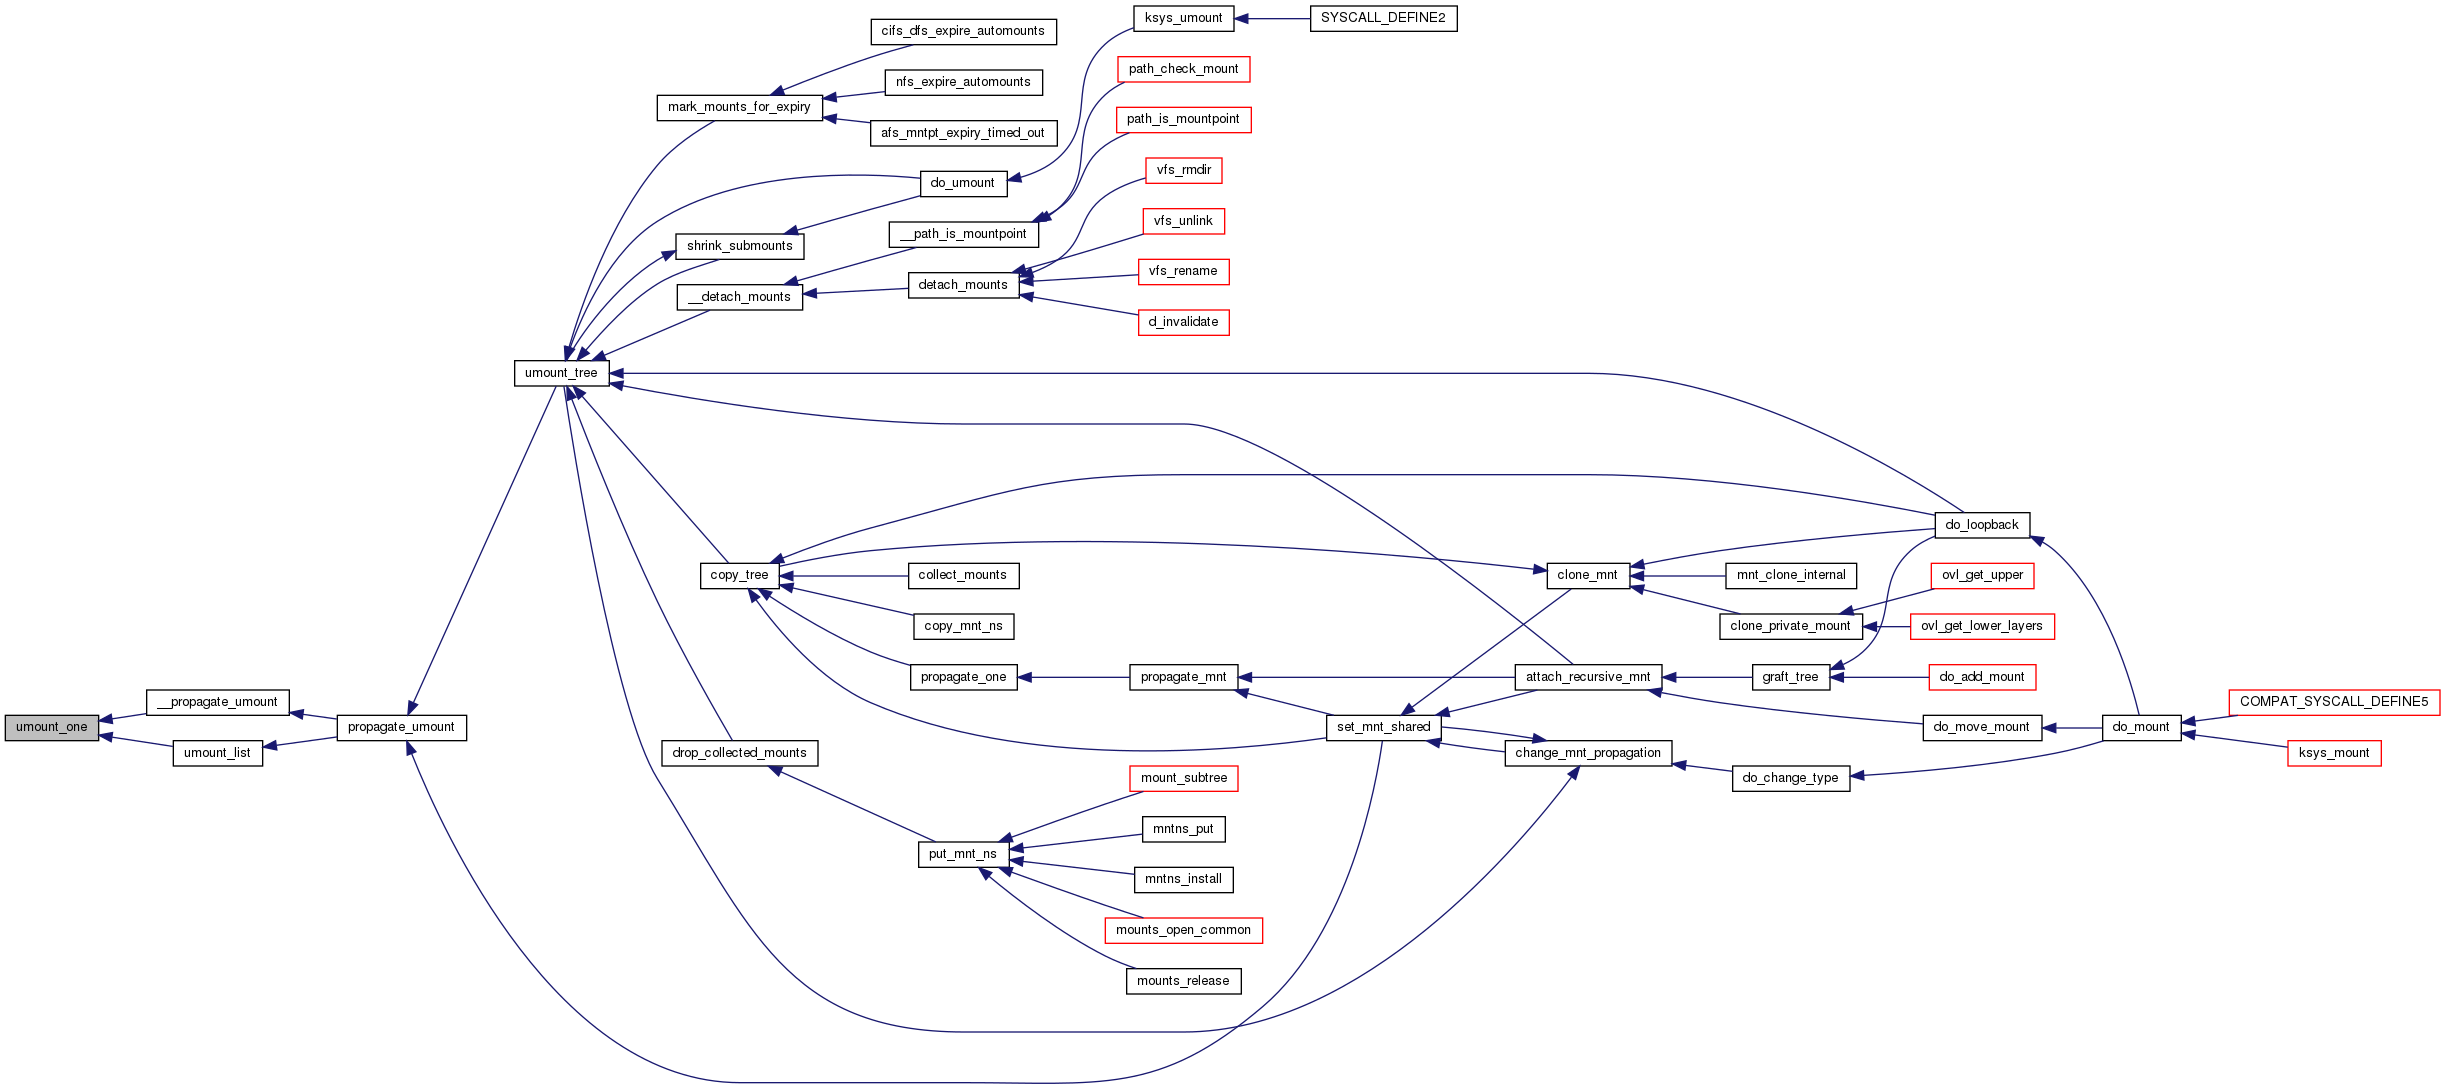 umount_one
__propagate_umount
umount_list
propagate_umount
umount_tree
mark_mounts_for_expiry
cifs_dfs_expire_automounts
nfs_expire_automounts
afs_mntpt_expiry_timed_out
do_umount
ksys_umount
SYSCALL_DEFINE2
shrink_submounts
__detach_mounts
__path_is_mountpoint
path_check_mount
path_is_mountpoint
detach_mounts
vfs_rmdir
vfs_unlink
vfs_rename
d_invalidate
copy_tree
collect_mounts
copy_mnt_ns
propagate_one
propagate_mnt
set_mnt_shared
clone_mnt
mnt_clone_internal
clone_private_mount
ovl_get_upper
ovl_get_lower_layers
attach_recursive_mnt
graft_tree
do_add_mount
do_loopback
do_move_mount
change_mnt_propagation
do_change_type
do_mount
COMPAT_SYSCALL_DEFINE5
ksys_mount
drop_collected_mounts
put_mnt_ns
mount_subtree
mntns_put
mntns_install
mounts_open_common
mounts_release